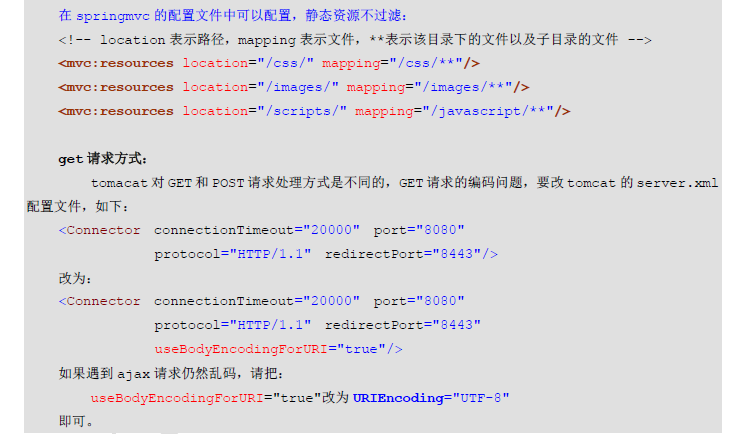 在 springmvc 的配置文件中可以配置，静态资源不过滤：
<!-- location 表示路径，mapping 表示文件，**表示该目录下的文件以及子目录的文件 -->
<mvc:resources location="/css/" mapping="/css/**"/>
<mvc:resources location="/images/" mapping="/images/**"/>
<mvc:resources location="/scripts/" mapping="/javascript/**"/>
get 请求方式：
tomacat 对 GET 和 POST 请求处理方式是不同的，GET 请求的编码问题，要改 tomcat 的 server.xml
配置文件，如下：
<Connector connectionTimeout="20000" port="8080"
protocol="HTTP/1.1" redirectPort="8443"/>
改为：
<Connector connectionTimeout="20000" port="8080"
protocol="HTTP/1.1" redirectPort="8443"
useBodyEncodingForURI="true"/>
如果遇到 ajax 请求仍然乱码，请把：
useBodyEncodingForURI="true"改为 URIEncoding="UTF-8"
即可。